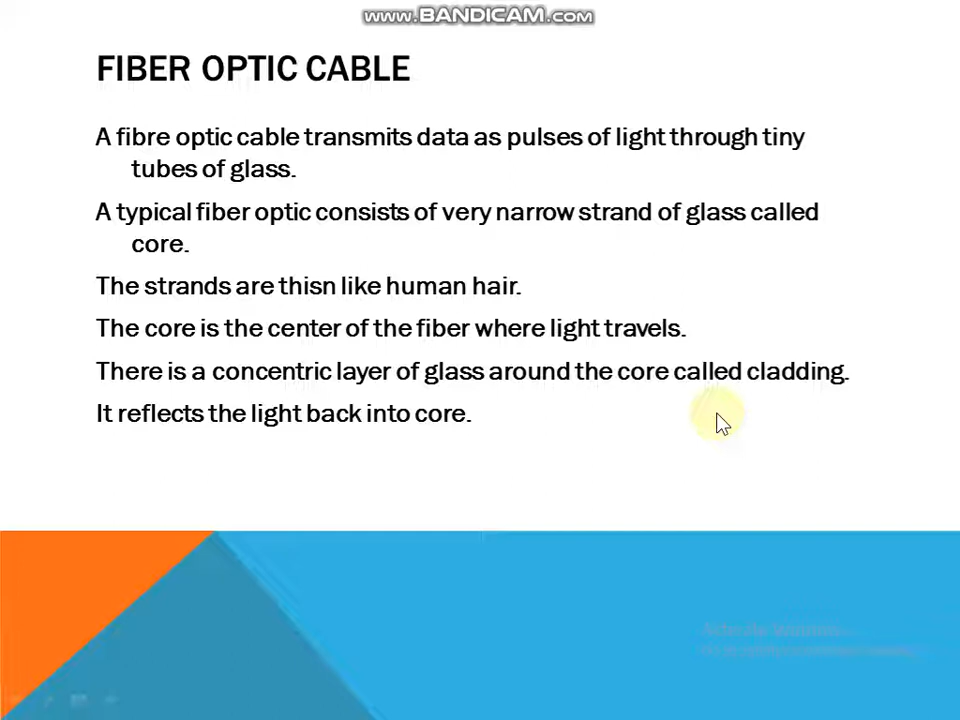 www.BANDICAM.com
FIBER OPTIC CABLE
A fibre optic cable transmits data as pulses of light through tiny
tubes of glass.
A typical fiber optic consists of very narrow strand of glass called
core.
The strands are thisn like human hair.
The core is the center of the fiber where light travels.
There is a concentric layer of glass around the core called cladding.
It reflects the light back into core.